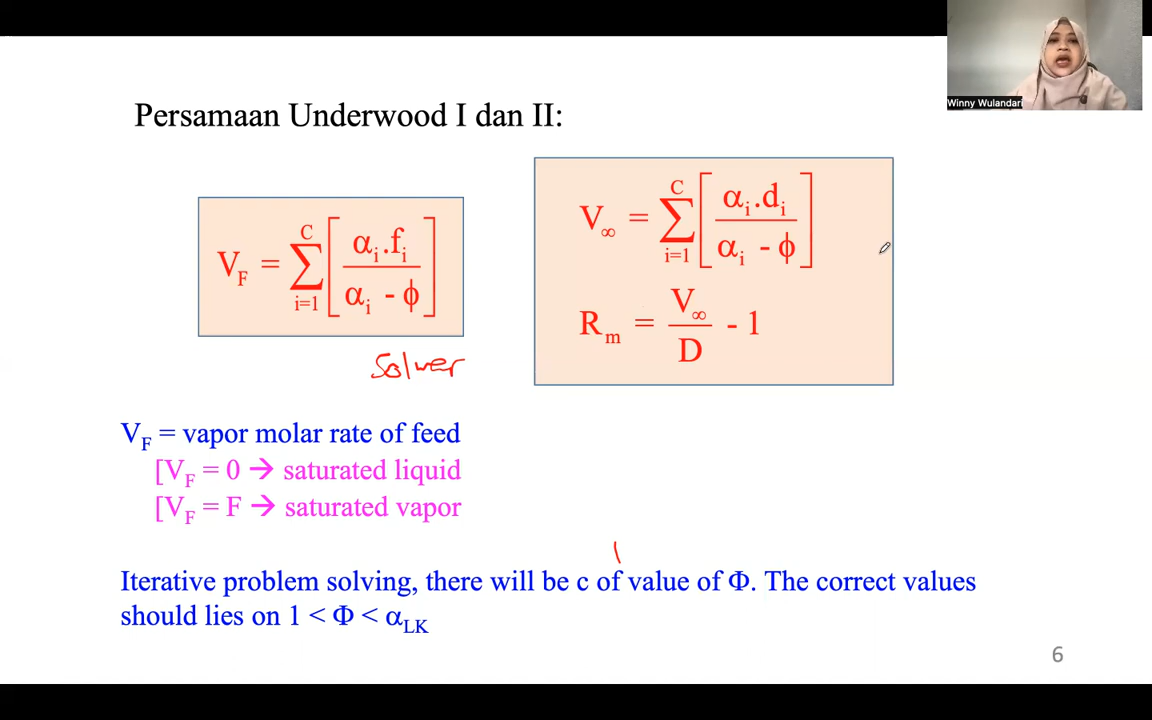 Winny Wulandari
Persamaan Underwood I dan II:
V_F = Σ_{i=1}^{C} [ α_i.f_i / (α_i - ϕ) ]
V_∞ = Σ_{i=1}^{C} [ α_i.d_i / (α_i - ϕ) ]
R_m = V_∞ / D - 1
Solver
V_F = vapor molar rate of feed
[V_F = 0 → saturated liquid
[V_F = F → saturated vapor
Iterative problem solving, there will be c of value of Φ. The correct values
should lies on 1 < Φ < α_LK
6